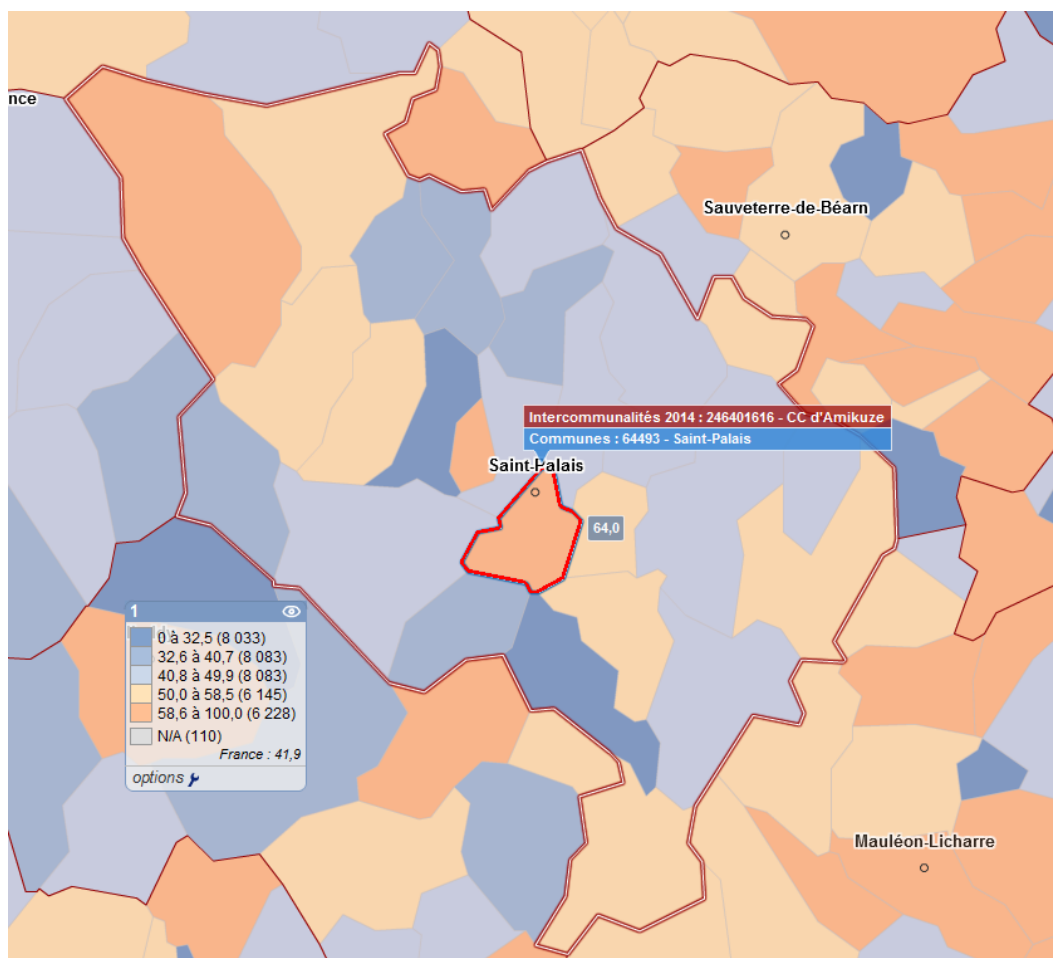 nce
Sauveterre-de-Béarn
Intercommunalités 2014 : 246401616 - CC d'Amikuze
Communes : 64493 - Saint-Palais
Saint-Palais
64,0
1
0 à 32,5 (8 033)
32,6 à 40,7 (8 083)
40,8 à 49,9 (8 083)
50,0 à 58,5 (6 145)
58,6 à 100,0 (6 228)
N/A (110)
France : 41,9
options
Mauléon-Licharre